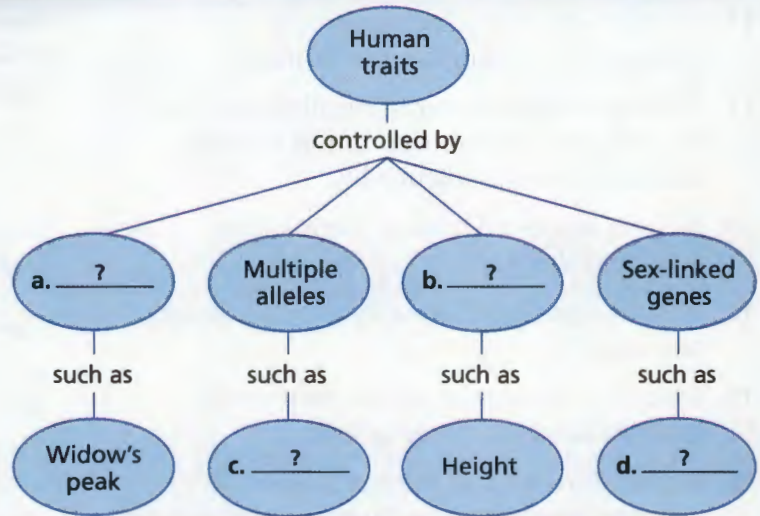 Human
traits
controlled by
a. ?
Multiple
alleles
b. ?
Sex-linked
genes
such as
such as
such as
such as
Widow's
peak
c. ?
Height
d. ?